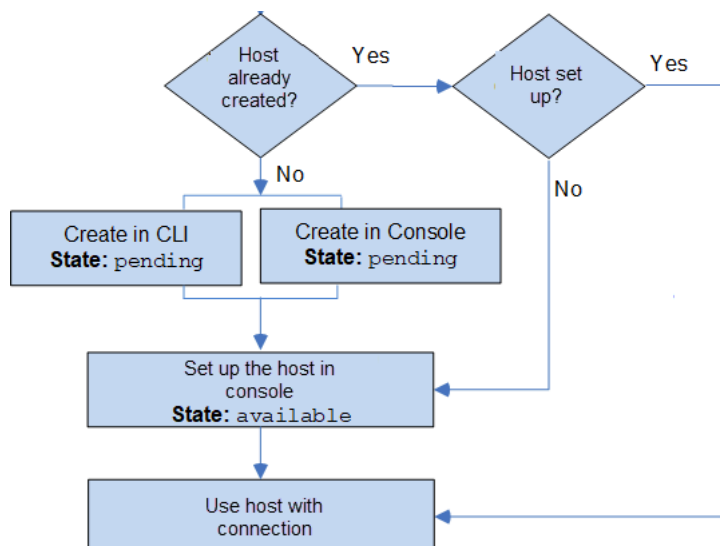 Host
already
created?
Yes
Host set
up?
Yes
No
No
Create in CLI
State: pending
Create in Console
State: pending
Set up the host in
console
State: available
Use host with
connection